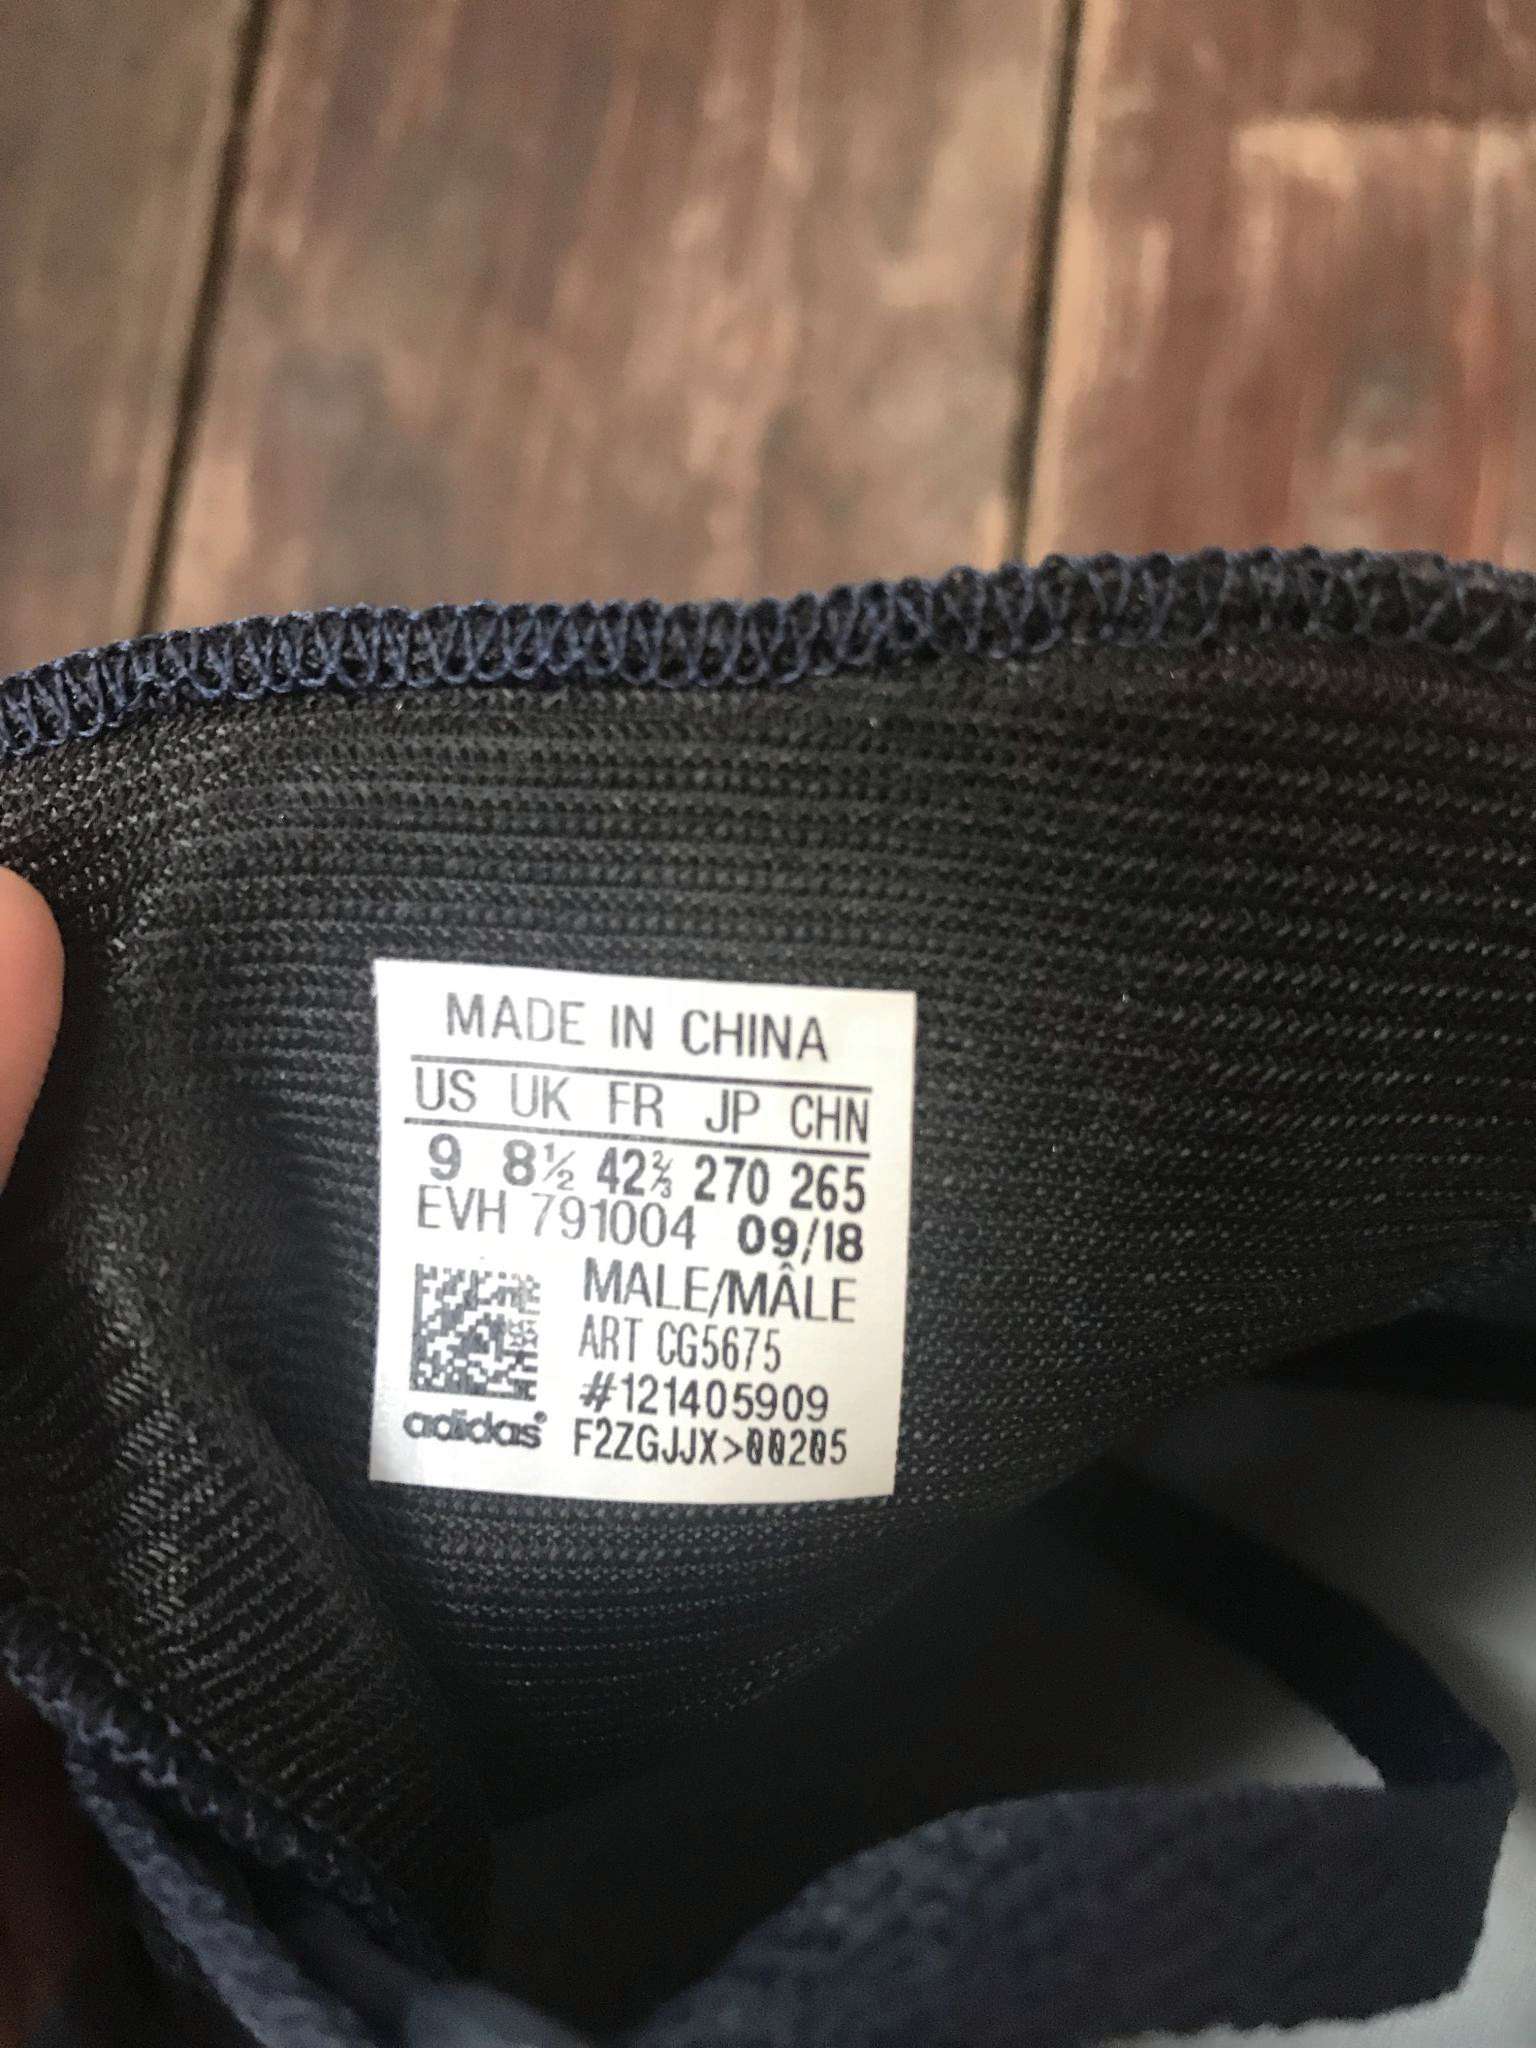 MADE IN CHINA
US UK FR JP CHN
9 8½ 42⅔ 270 265
EVH 791004 09/18
MALE/MÂLE
ART CG5675
#121405909
adidas® F2ZGJJX>00205